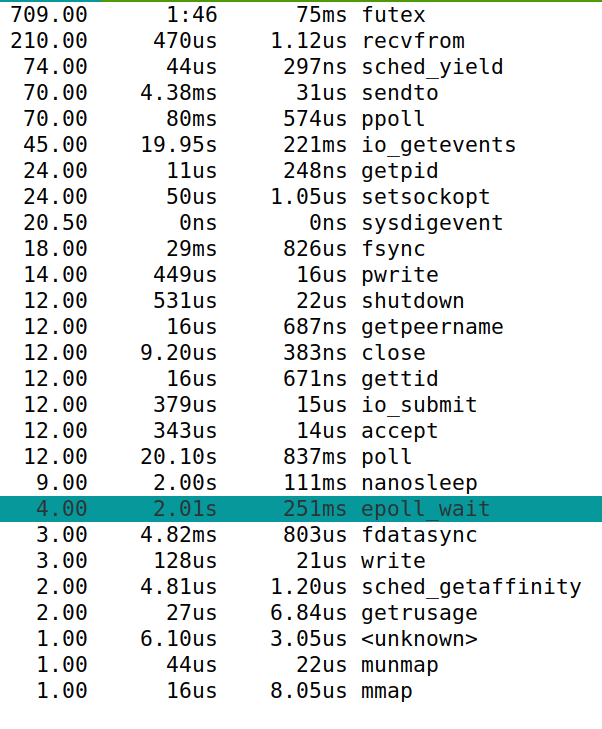 709.00 1:46 75ms futex
210.00 470us 1.12us recvfrom
74.00 44us 297ns sched_yield
70.00 4.38ms 31us sendto
70.00 80ms 574us ppoll
45.00 19.95s 221ms io_getevents
24.00 11us 248ns getpid
24.00 50us 1.05us setsockopt
20.50 0ns 0ns sysdigevent
18.00 29ms 826us fsync
14.00 449us 16us pwrite
12.00 531us 22us shutdown
12.00 16us 687ns getpeername
12.00 9.20us 383ns close
12.00 16us 671ns gettid
12.00 379us 15us io_submit
12.00 343us 14us accept
12.00 20.10s 837ms poll
9.00 2.00s 111ms nanosleep
4.00 2.01s 251ms epoll_wait
3.00 4.82ms 803us fdatasync
3.00 128us 21us write
2.00 4.81us 1.20us sched_getaffinity
2.00 27us 6.84us getrusage
1.00 6.10us 3.05us <unknown>
1.00 44us 22us munmap
1.00 16us 8.05us mmap